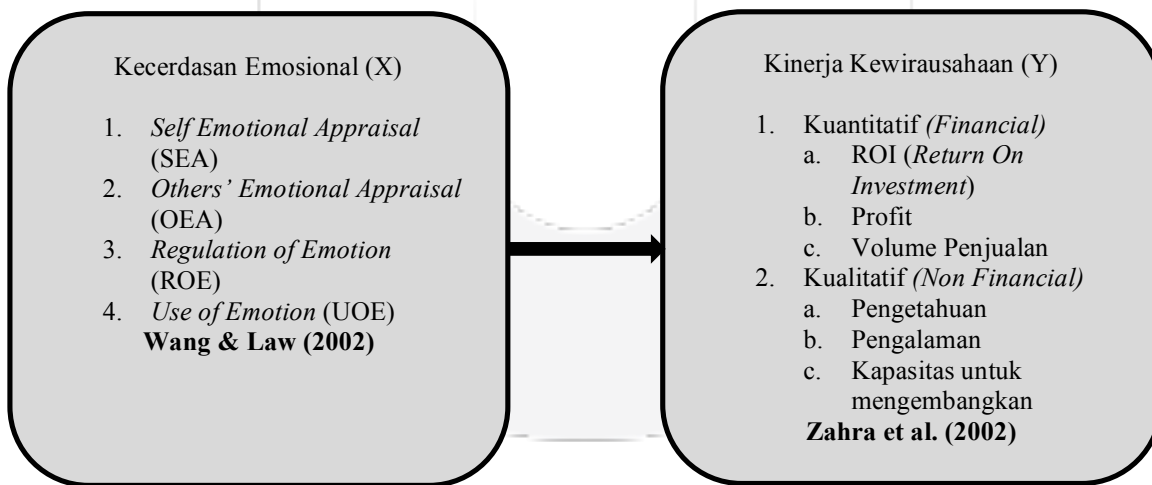 Kecerdasan Emosional (X)
1. Self Emotional Appraisal
(SEA)
2. Others’ Emotional Appraisal
(OEA)
3. Regulation of Emotion
(ROE)
4. Use of Emotion (UOE)
Wang & Law (2002)
Kinerja Kewirausahaan (Y)
1. Kuantitatif (Financial)
a. ROI (Return On
Investment)
b. Profit
c. Volume Penjualan
2. Kualitatif (Non Financial)
a. Pengetahuan
b. Pengalaman
c. Kapasitas untuk
mengembangkan
Zahra et al. (2002)